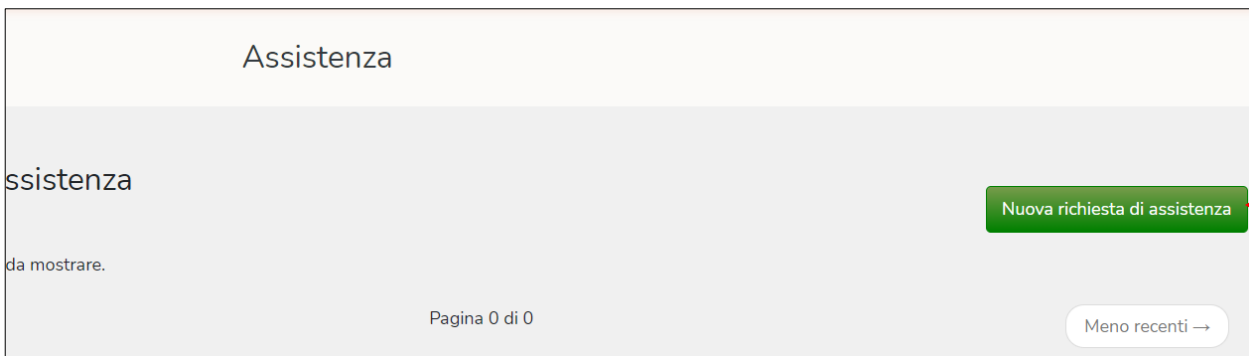 Assistenza
ssistenza
Nuova richiesta di assistenza
da mostrare.
Pagina 0 di 0
Meno recenti →